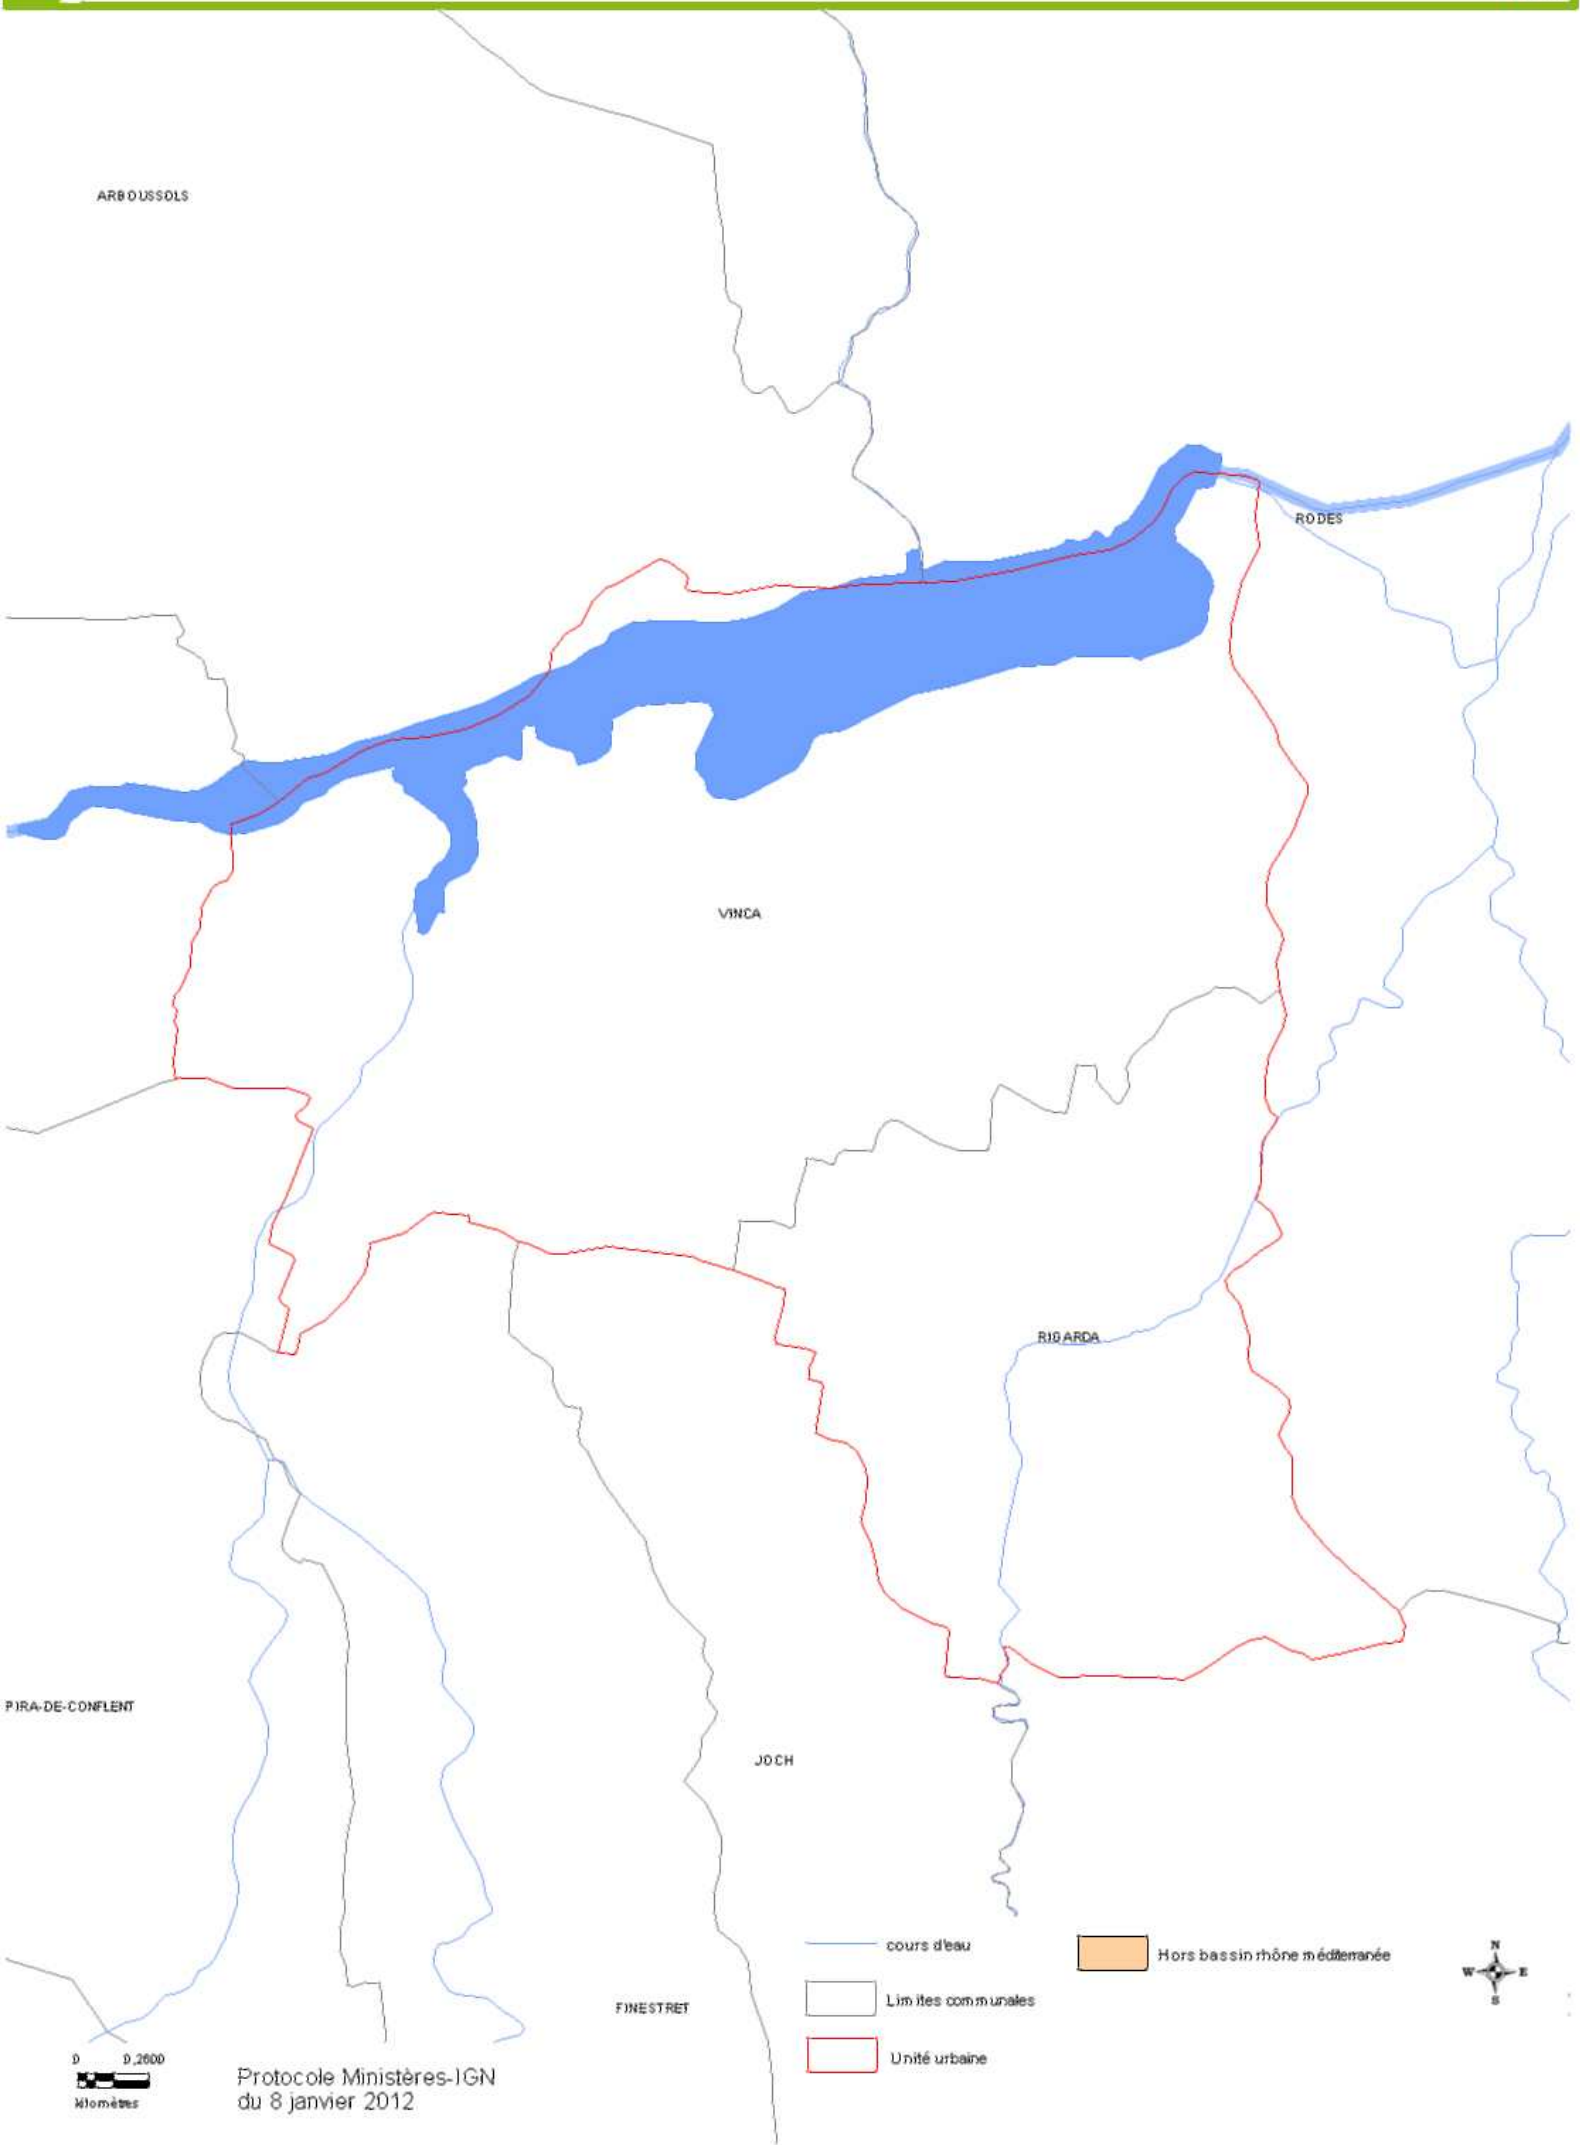 ARBOUSSOLS
RODES
VINCA
RIGARDA
PIRA-DE-CONFLENT
JOCH
FINESTRET
cours d'eau
Limites communales
Unité urbaine
Hors bassin rhône méditerranée
N
W E
S
0 0,2600
kilomètres
Protocole Ministères-IGN
du 8 janvier 2012